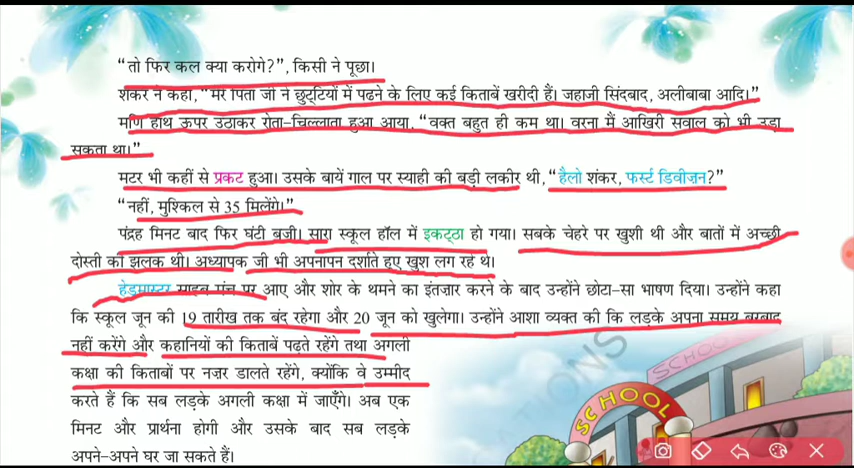 “तो फिर कल क्या करोगे?”, किसी ने पूछा।
शंकर ने कहा, “मेरे पिता जी ने छुट्टियों में पढ़ने के लिए कई किताबें खरीदी हैं। जहाजी सिंदबाद, अलीबाबा आदि।”
मणि हाथ ऊपर उठाकर रोता-चिल्लाता हुआ आया, “वक्त बहुत ही कम था। वरना मैं आखिरी सवाल को भी उड़ा
सकता था।”
मटर भी कहीं से प्रकट हुआ। उसके बायें गाल पर स्याही की बड़ी लकीर थी, “हैलो शंकर, फर्स्ट डिवीज़न?”
“नहीं, मुश्किल से 35 मिलेंगे।”
पंद्रह मिनट बाद फिर घंटी बजी। सारा स्कूल हॉल में इकट्ठा हो गया। सबके चेहरे पर खुशी थी और बातों में अच्छी
दोस्ती की झलक थी। अध्यापक जी भी अपनापन दर्शाते हुए खुश लग रहे थे।
हेडमास्टर साहब मंच पर आए और शोर के थमने का इंतज़ार करने के बाद उन्होंने छोटा-सा भाषण दिया। उन्होंने कहा
कि स्कूल जून की 19 तारीख तक बंद रहेगा और 20 जून को खुलेगा। उन्होंने आशा व्यक्त की कि लड़के अपना समय बरबाद
नहीं करेंगे और कहानियों की किताबें पढ़ते रहेंगे तथा अगली
कक्षा की किताबों पर नज़र डालते रहेंगे, क्योंकि वे उम्मीद
करते हैं कि सब लड़के अगली कक्षा में जाएँगे। अब एक
मिनट और प्रार्थना होगी और उसके बाद सब लड़के
अपने-अपने घर जा सकते हैं।
SCHOOL
SCHOOL